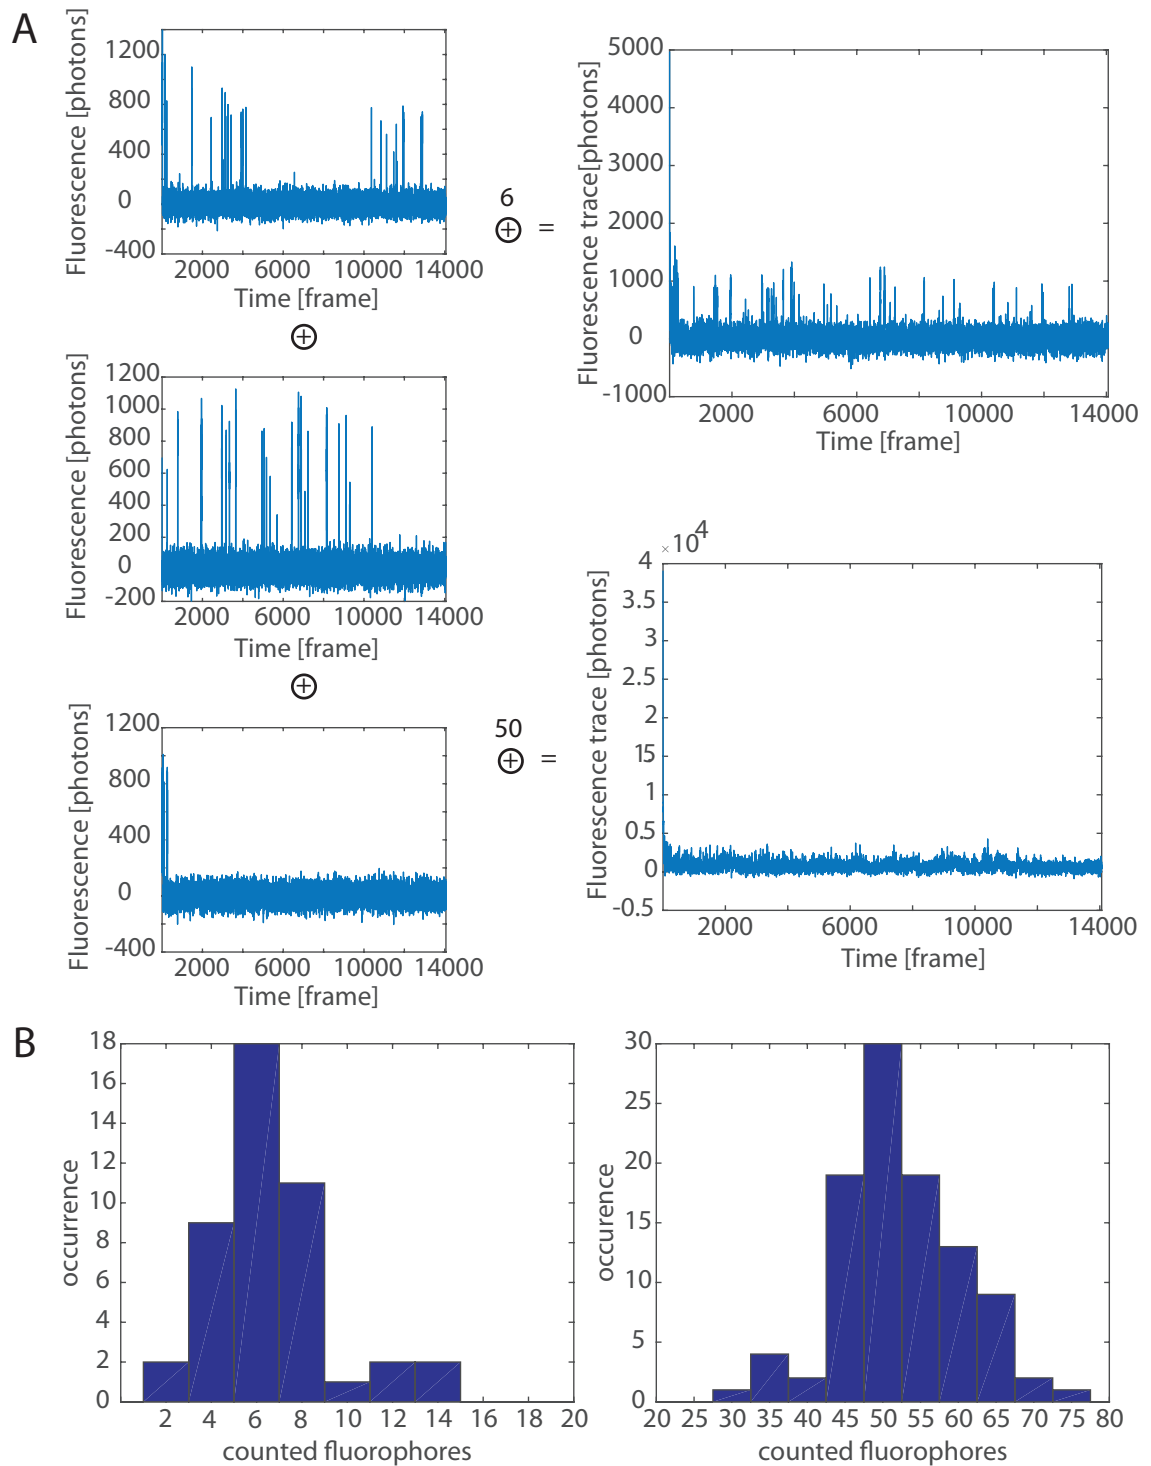 A
Fluorescence [photons]
1200
800
400
0
-400
2000 6000 10000 14000
Time [frame]
6
=
Fluorescence trace[photons]
5000
4000
3000
2000
1000
0
-1000
2000 6000 10000 14000
Time [frame]
Fluorescence [photons]
1200
1000
800
600
400
200
0
-200
2000 6000 10000 14000
Time [frame]
Fluorescence [photons]
1200
800
400
0
-400
2000 6000 10000 14000
Time [frame]
50
=
Fluorescence trace [photons]
×10⁴
4
3.5
3
2.5
2
1.5
1
0.5
0
-0.5
2000 6000 10000 14000
Time [frame]
B
occurrence
18
16
14
12
10
8
6
4
2
0
2 4 6 8 10 12 14 16 18 20
counted fluorophores
occurence
30
25
20
15
10
5
0
20 25 30 35 40 45 50 55 60 65 70 75 80
counted fluorophores